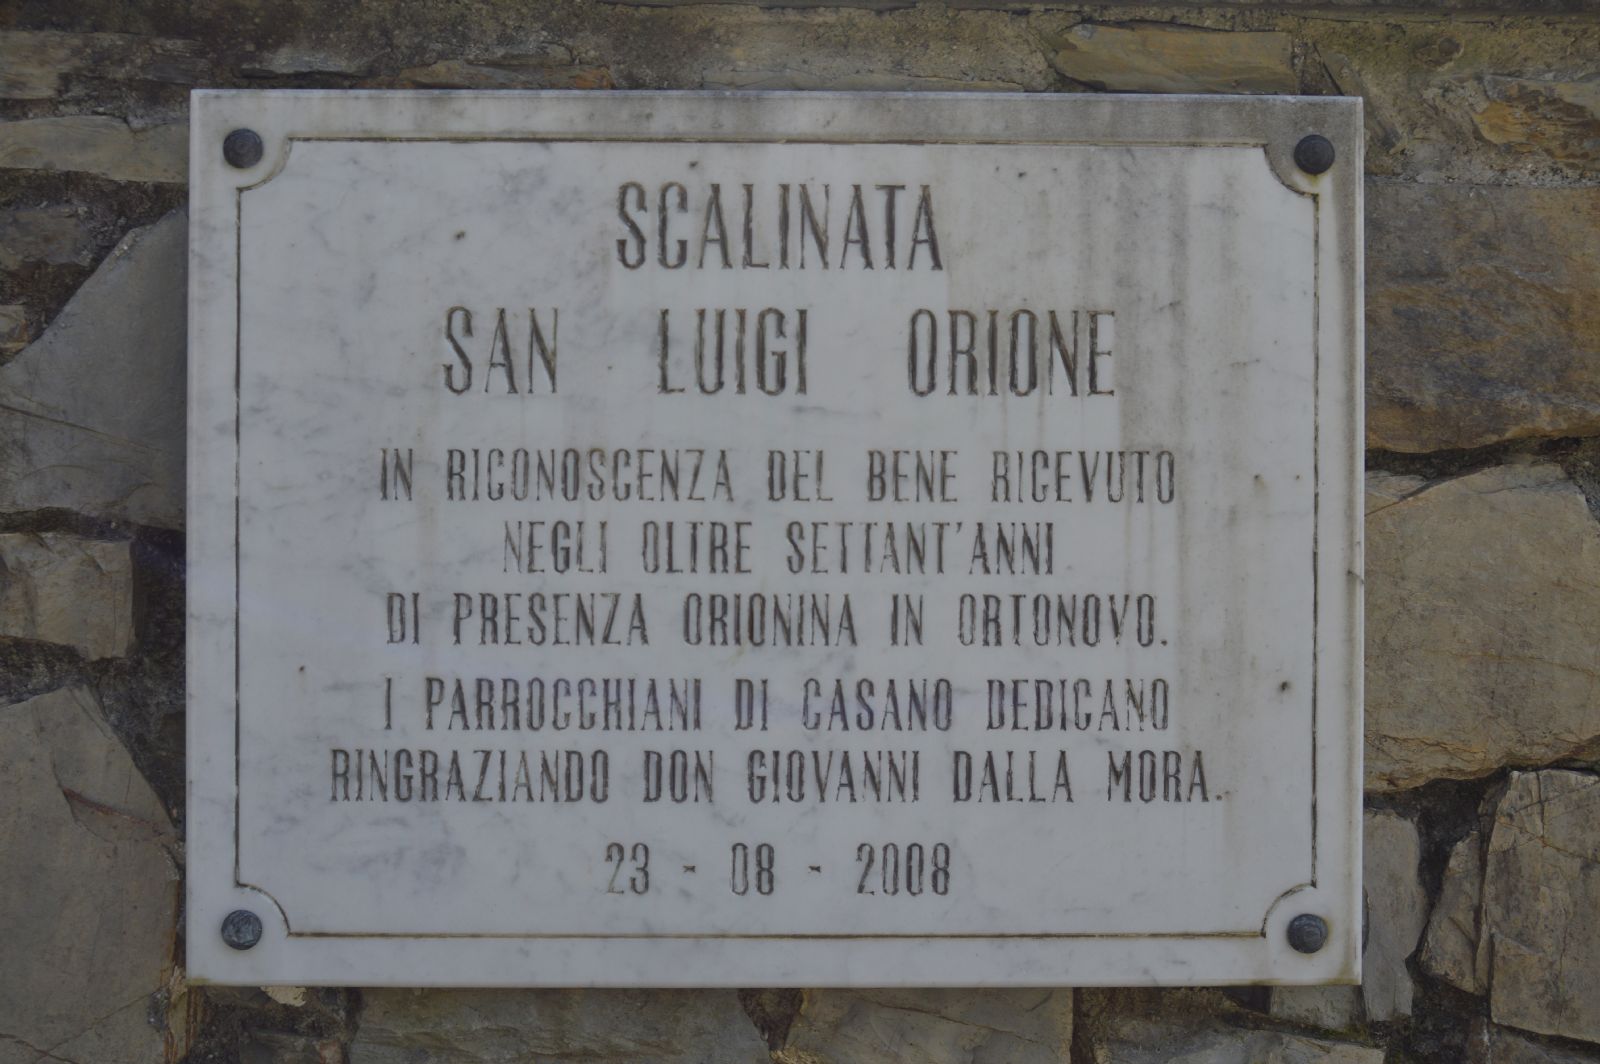 SCALINATA
SAN LUIGI ORIONE
IN RICONOSCENZA DEL BENE RICEVUTO
NEGLI OLTRE SETTANT'ANNI
DI PRESENZA ORIONINA IN ORTONOVO.
I PARROCCHIANI DI CASANO DEDICANO
RINGRAZIANDO DON GIOVANNI DALLA MORA.
23 - 08 - 2008